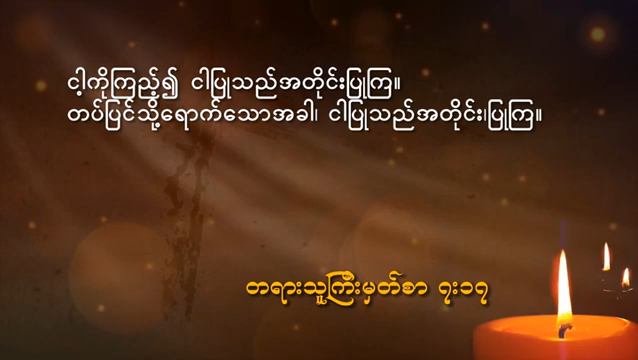 ငါ့ကိုကြည့်၍ ငါပြုသည်အတိုင်းပြုကြ။
တပ်ပြင်သို့ရောက်သောအခါ၊ ငါပြုသည်အတိုင်း၊ပြုကြ။
တရားသူကြီးမှတ်စာ ၇း၁၇